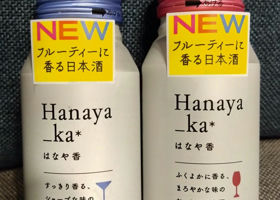 NEW
フルーティーに
香る日本酒
Hanaya
_ka*
はなや香
すっきり香る、
シャープな味の
NEW
フルーティーに
香る日本酒
Hanaya
_ka*
はなや香
ふくよかに香る、
まろやかな味の